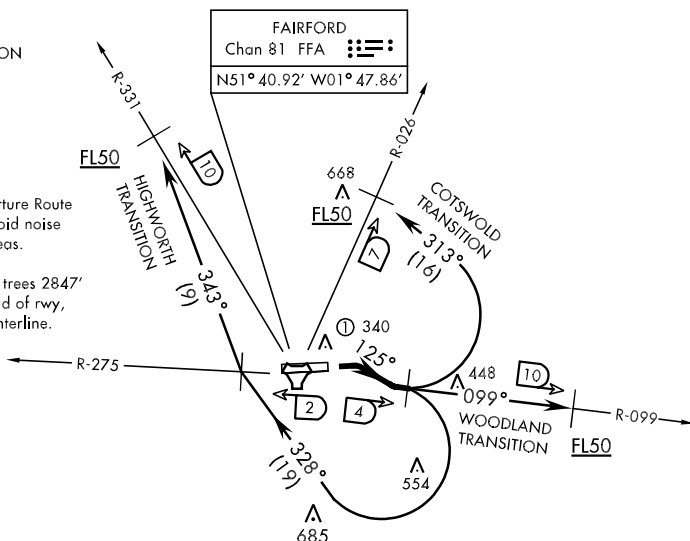 FAIRFORD
Chan 81 FFA
N51° 40.92' W01° 47.86'
ON
R-331
FL50
10
HIGHWORTH
TRANSITION
343°
(9)
R-026
668
FL50
7
COTSWOLD
TRANSITION
313°
(16)
rture Route
oid noise
eas.
trees 2847'
d of rwy,
nterline.
R-275
1 340
125°
2
4
448
10
099°
WOODLAND
TRANSITION
R-099
FL50
328°
(19)
554
685